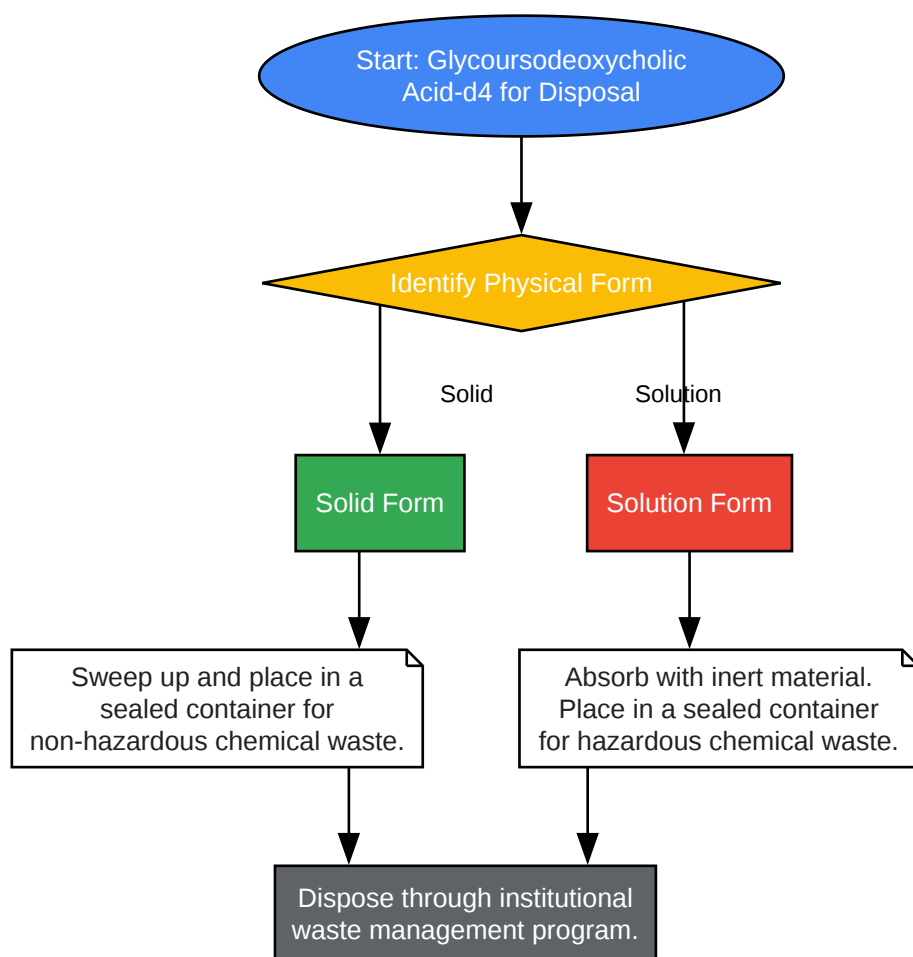 Start: Glycoursodeoxycholic
Acid-d4 for Disposal
Identify Physical Form
Solid
Solution
Solid Form
Solution Form
Sweep up and place in a
sealed container for
non-hazardous chemical waste.
Absorb with inert material.
Place in a sealed container
for hazardous chemical waste.
Dispose through institutional
waste management program.